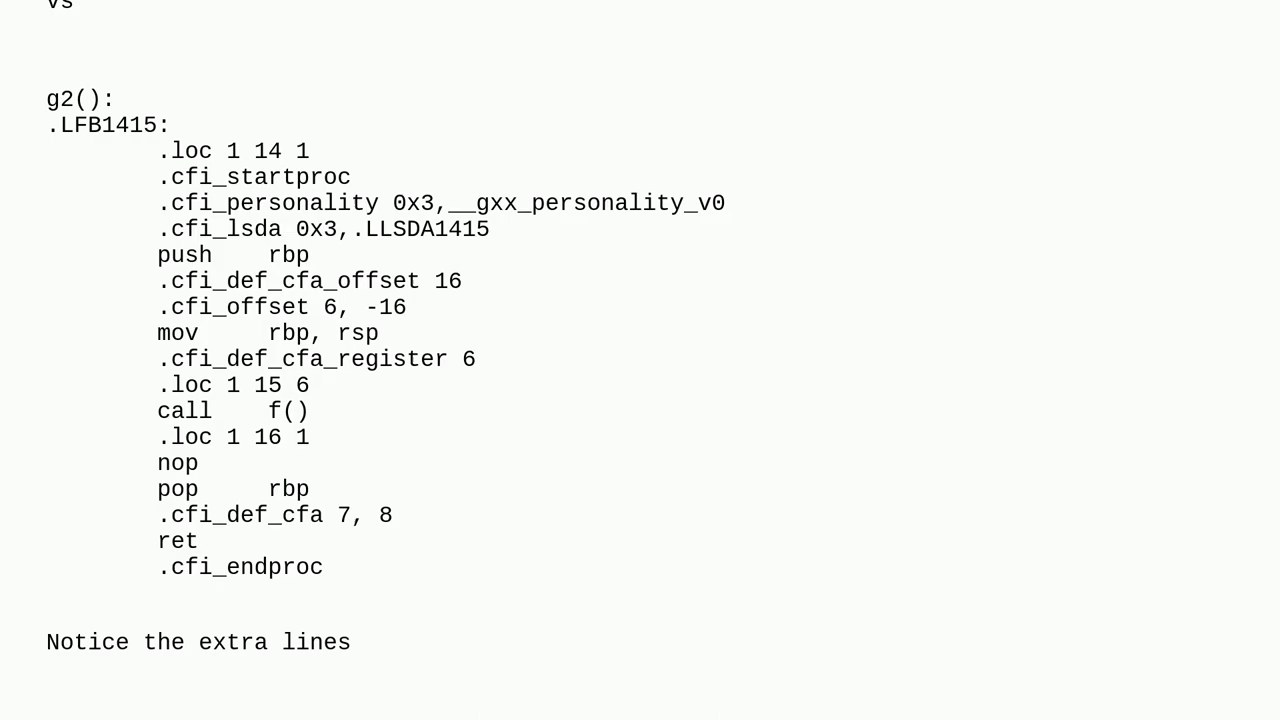 vs
g2():
.LFB1415:
        .loc 1 14 1
        .cfi_startproc
        .cfi_personality 0x3,__gxx_personality_v0
        .cfi_lsda 0x3,.LLSDA1415
        push    rbp
        .cfi_def_cfa_offset 16
        .cfi_offset 6, -16
        mov     rbp, rsp
        .cfi_def_cfa_register 6
        .loc 1 15 6
        call    f()
        .loc 1 16 1
        nop
        pop     rbp
        .cfi_def_cfa 7, 8
        ret
        .cfi_endproc
Notice the extra lines